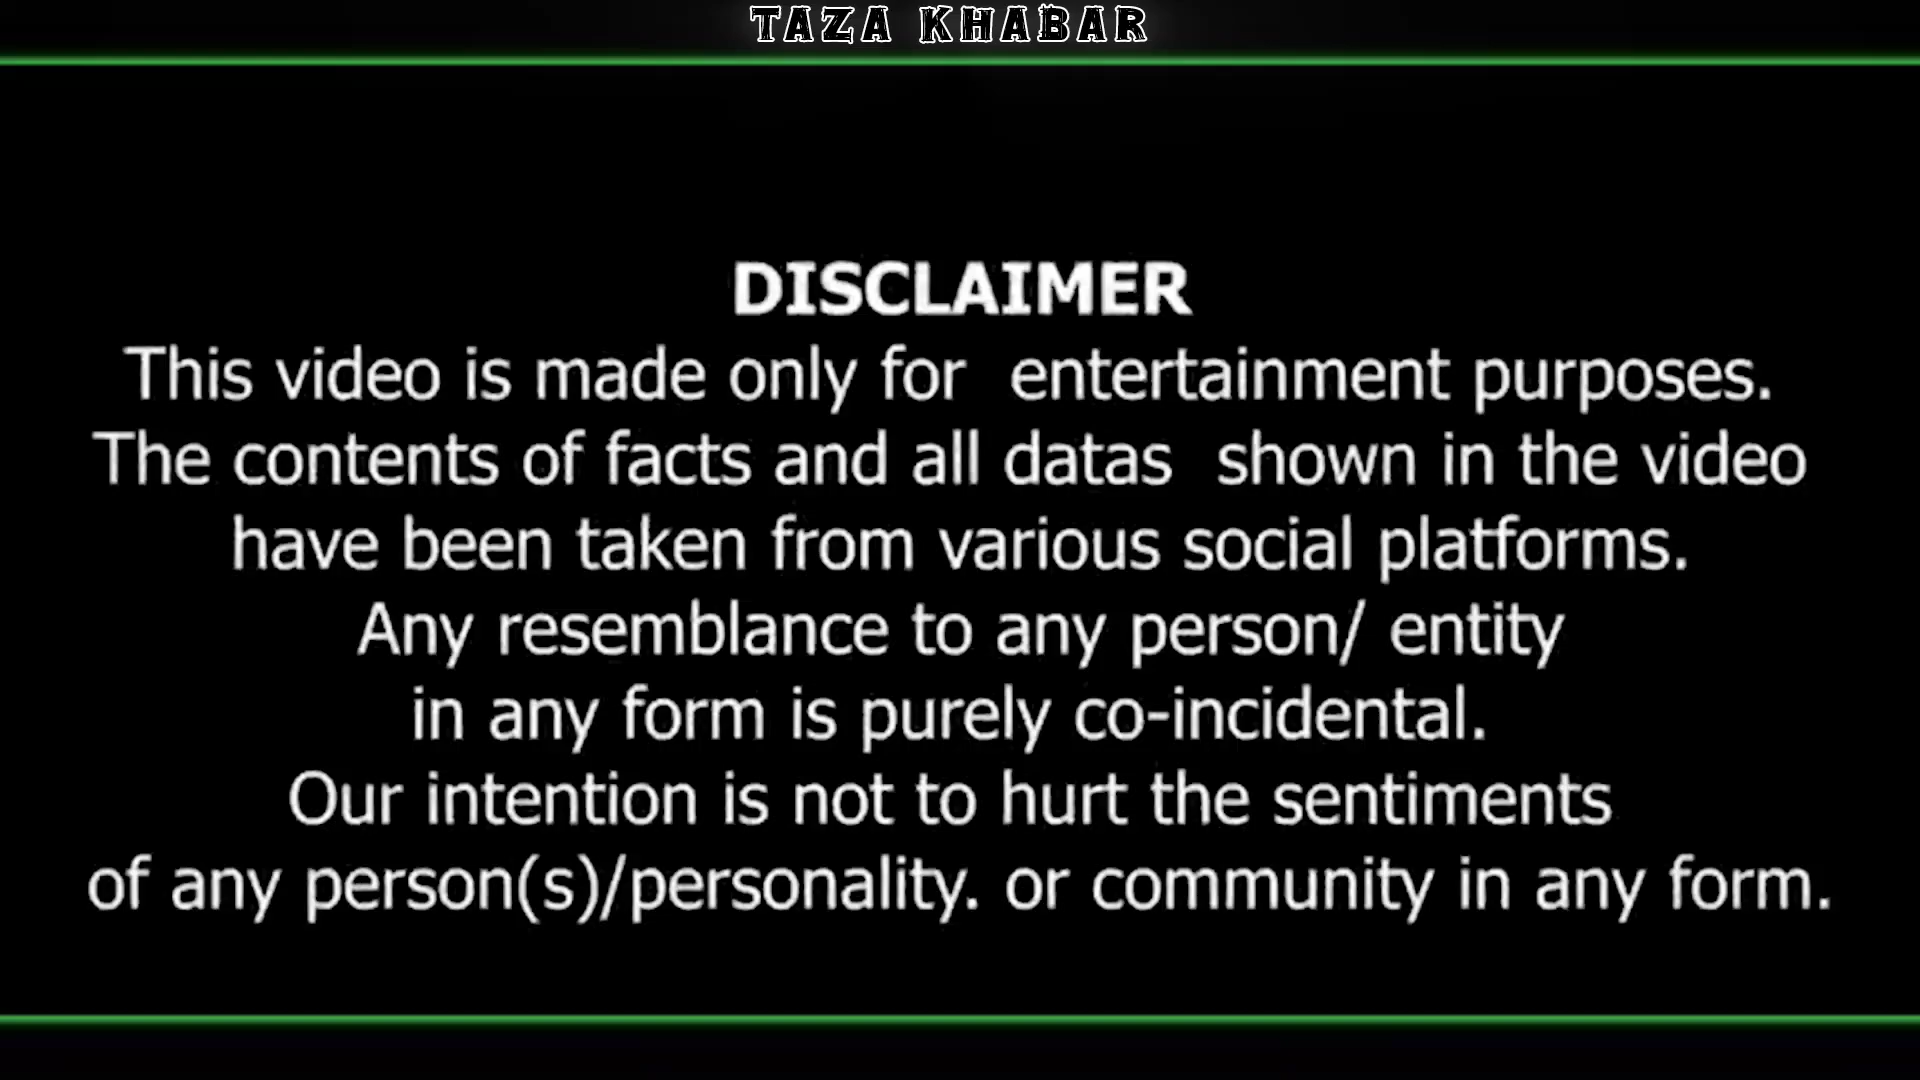 TAZA KHABAR
DISCLAIMER
This video is made only for entertainment purposes.
The contents of facts and all datas shown in the video
have been taken from various social platforms.
Any resemblance to any person/ entity
in any form is purely co-incidental.
Our intention is not to hurt the sentiments
of any person(s)/personality. or community in any form.